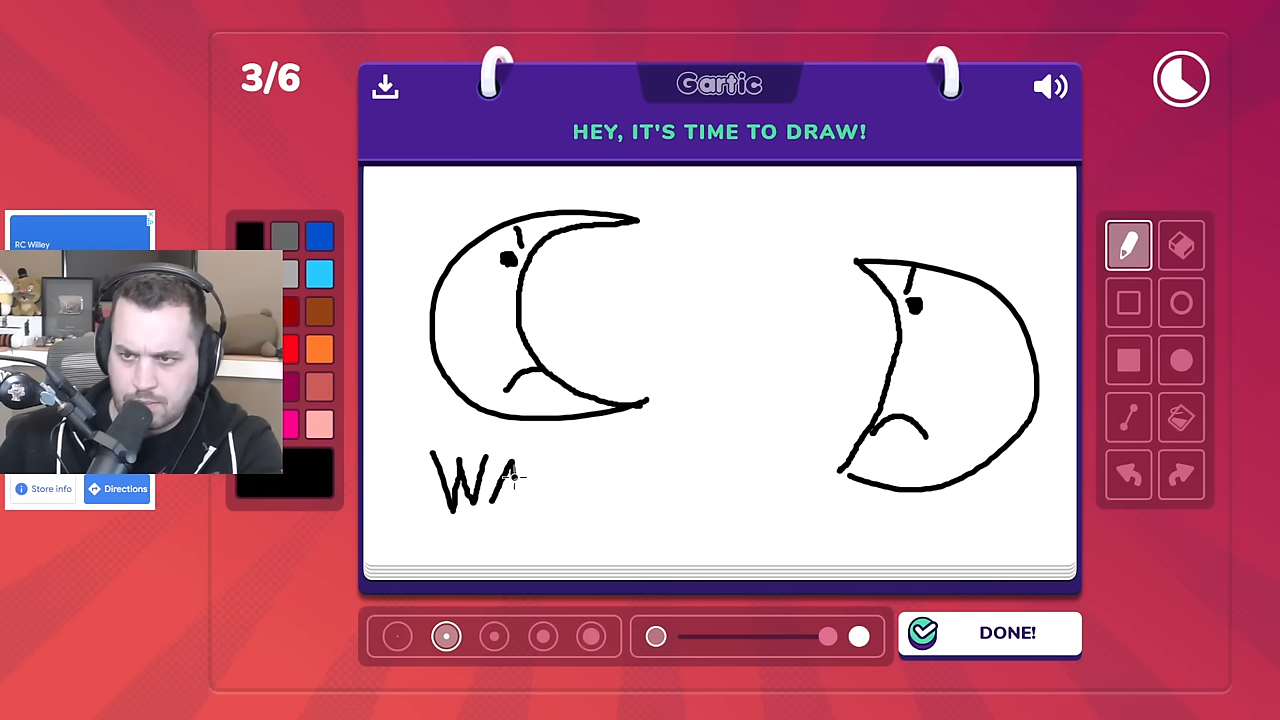 3/6
Gartic
HEY, IT'S TIME TO DRAW!
RC Willey
WA
Store info
Directions
DONE!